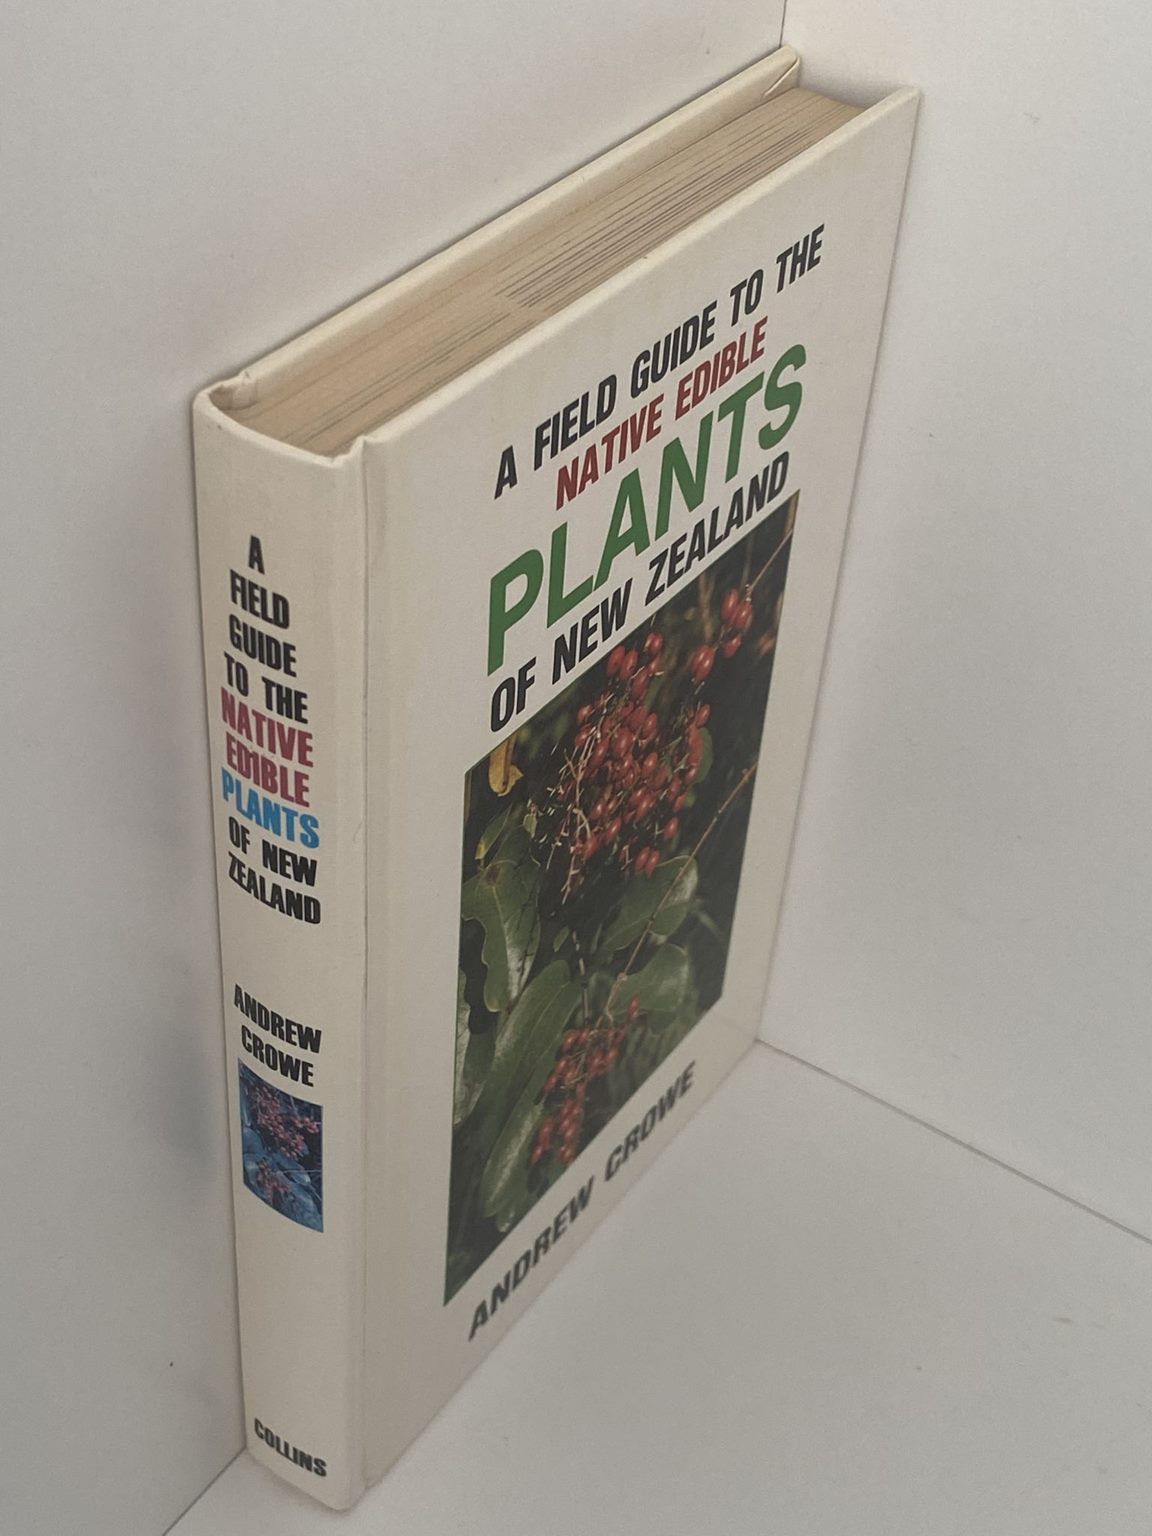 A FIELD GUIDE TO THE
NATIVE EDIBLE
PLANTS
OF NEW ZEALAND
ANDREW CROWE
A
FIELD
GUIDE
TO THE
NATIVE
EDIBLE
PLANTS
OF NEW
ZEALAND
ANDREW
CROWE
COLLINS